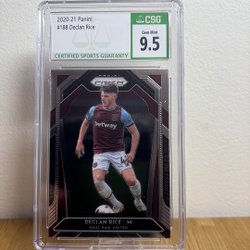 2020-21 Panini
#188 Declan Rice
CERTIFIED SPORTS GUARANTY
CSG
Gem Mint
9.5
PRIZM
betway
DECLAN RICE - MI
WEST HAM UNITED